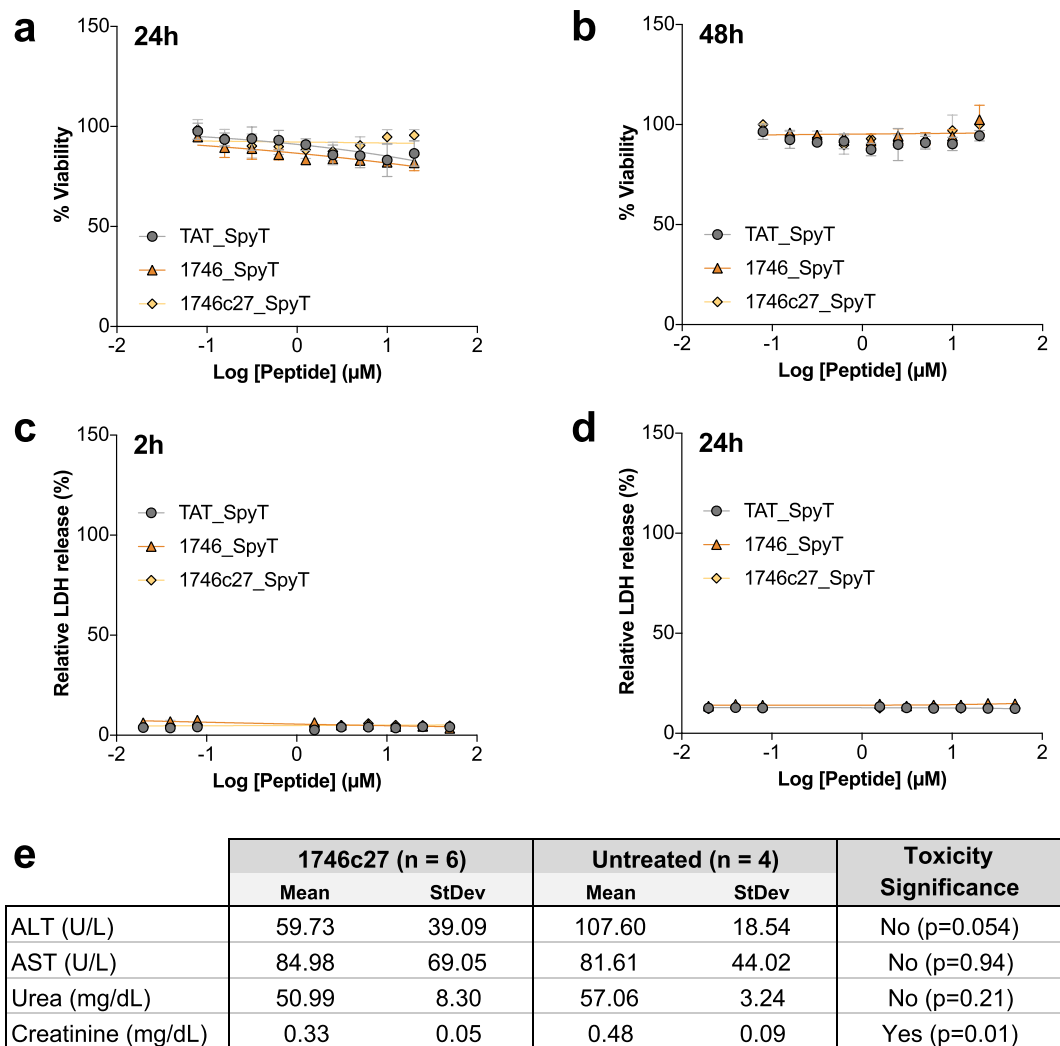 a
24h
150
100
50
0
% Viability
TAT_SpyT
1746_SpyT
1746c27_SpyT
-2 -1 0 1 2
Log [Peptide] (µM)
b
48h
150
100
50
0
% Viability
TAT_SpyT
1746_SpyT
1746c27_SpyT
-2 -1 0 1 2
Log [Peptide] (µM)
c
2h
150
100
50
0
Relative LDH release (%)
TAT_SpyT
1746_SpyT
1746c27_SpyT
-2 -1 0 1 2
Log [Peptide] (µM)
d
24h
150
100
50
0
Relative LDH release (%)
TAT_SpyT
1746_SpyT
1746c27_SpyT
-2 -1 0 1 2
Log [Peptide] (µM)
e
1746c27 (n = 6) Untreated (n = 4) Toxicity
Significance
Mean StDev Mean StDev
ALT (U/L) 59.73 39.09 107.60 18.54 No (p=0.054)
AST (U/L) 84.98 69.05 81.61 44.02 No (p=0.94)
Urea (mg/dL) 50.99 8.30 57.06 3.24 No (p=0.21)
Creatinine (mg/dL) 0.33 0.05 0.48 0.09 Yes (p=0.01)